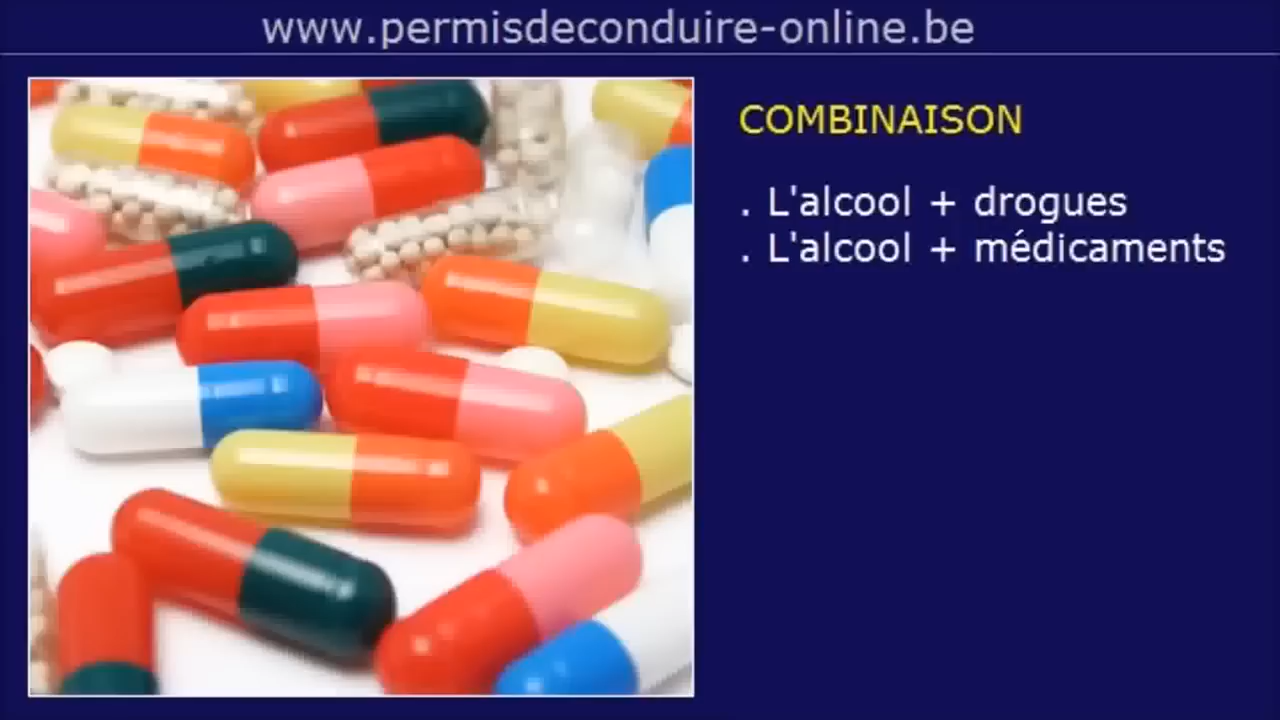 www.permisdeconduire-online.be
COMBINAISON
. L'alcool + drogues
. L'alcool + médicaments